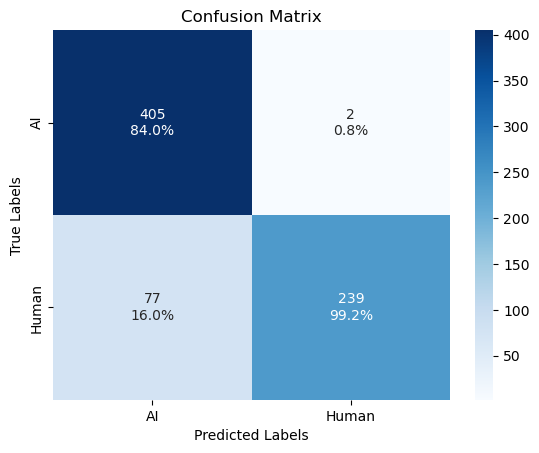 Confusion Matrix
True Labels
AI
405
84.0%
2
0.8%
Human
77
16.0%
239
99.2%
AI
Human
Predicted Labels
400
350
300
250
200
150
100
50